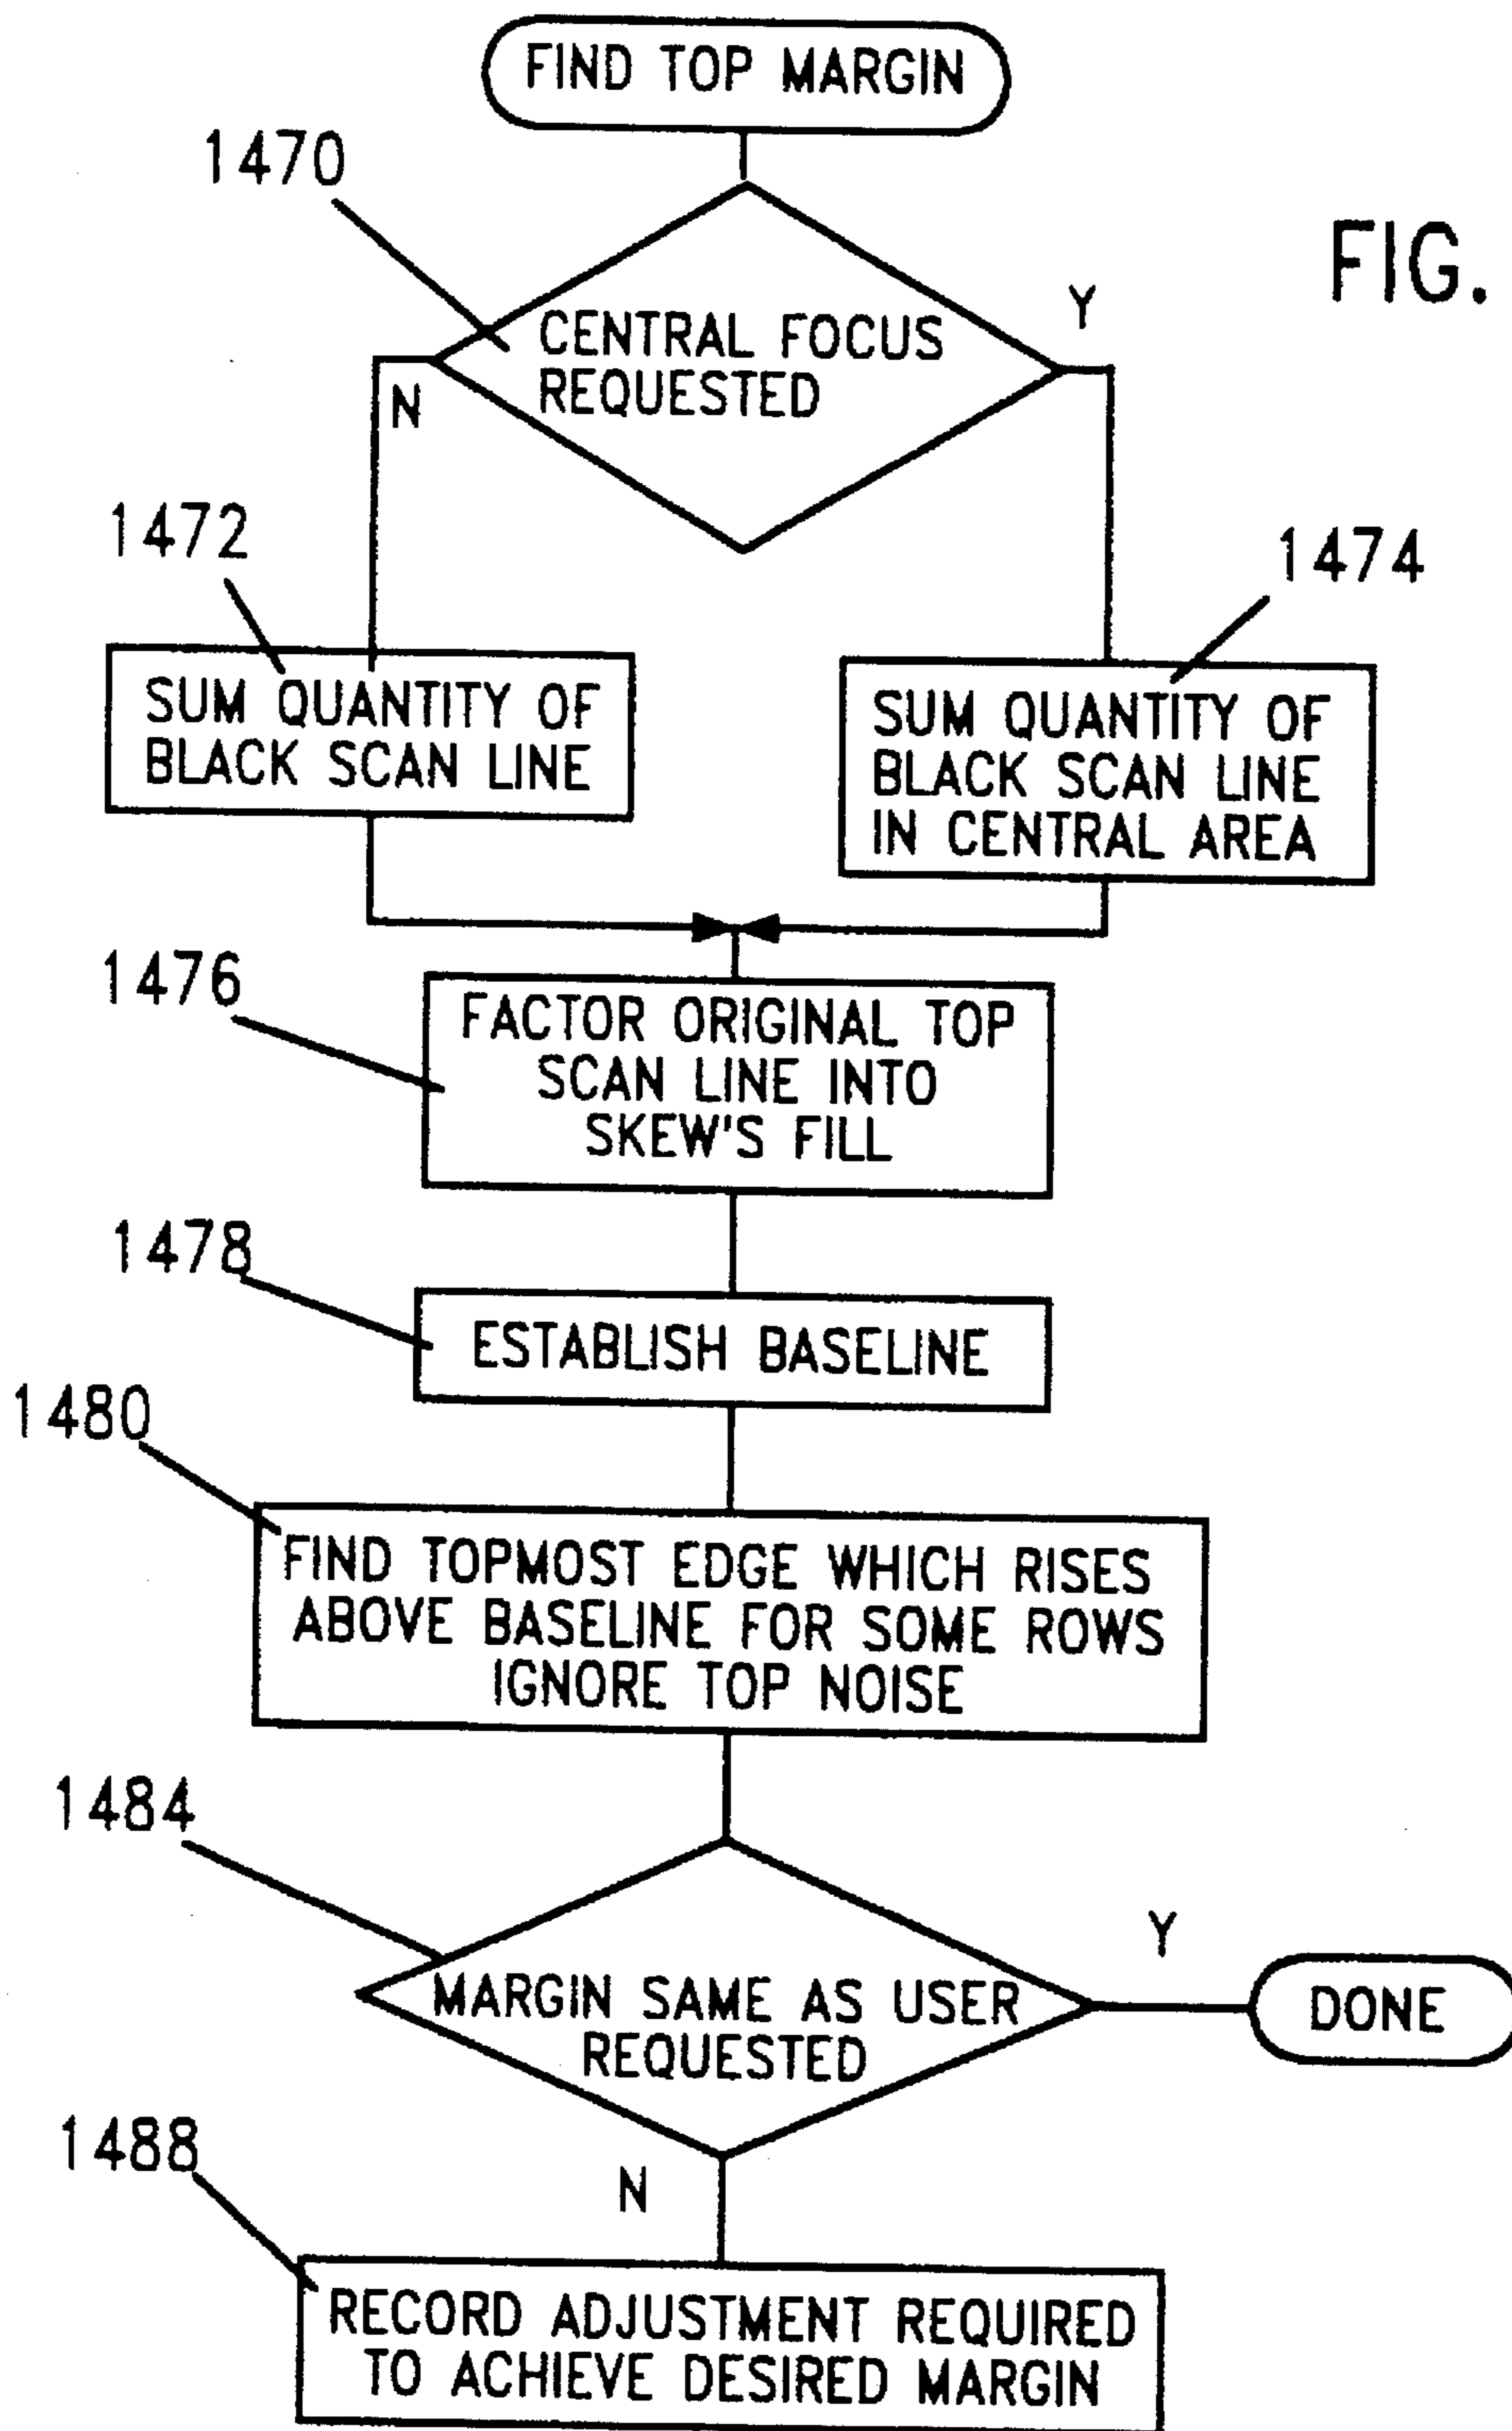 FIND TOP MARGIN
1470
FIG.
CENTRAL FOCUS
REQUESTED
Y
N
1472
1474
SUM QUANTITY OF
BLACK SCAN LINE
SUM QUANTITY OF
BLACK SCAN LINE
IN CENTRAL AREA
1476
FACTOR ORIGINAL TOP
SCAN LINE INTO
SKEW'S FILL
1478
ESTABLISH BASELINE
1480
FIND TOPMOST EDGE WHICH RISES
ABOVE BASELINE FOR SOME ROWS
IGNORE TOP NOISE
1484
Y
MARGIN SAME AS USER
REQUESTED
DONE
1488
N
RECORD ADJUSTMENT REQUIRED
TO ACHIEVE DESIRED MARGIN